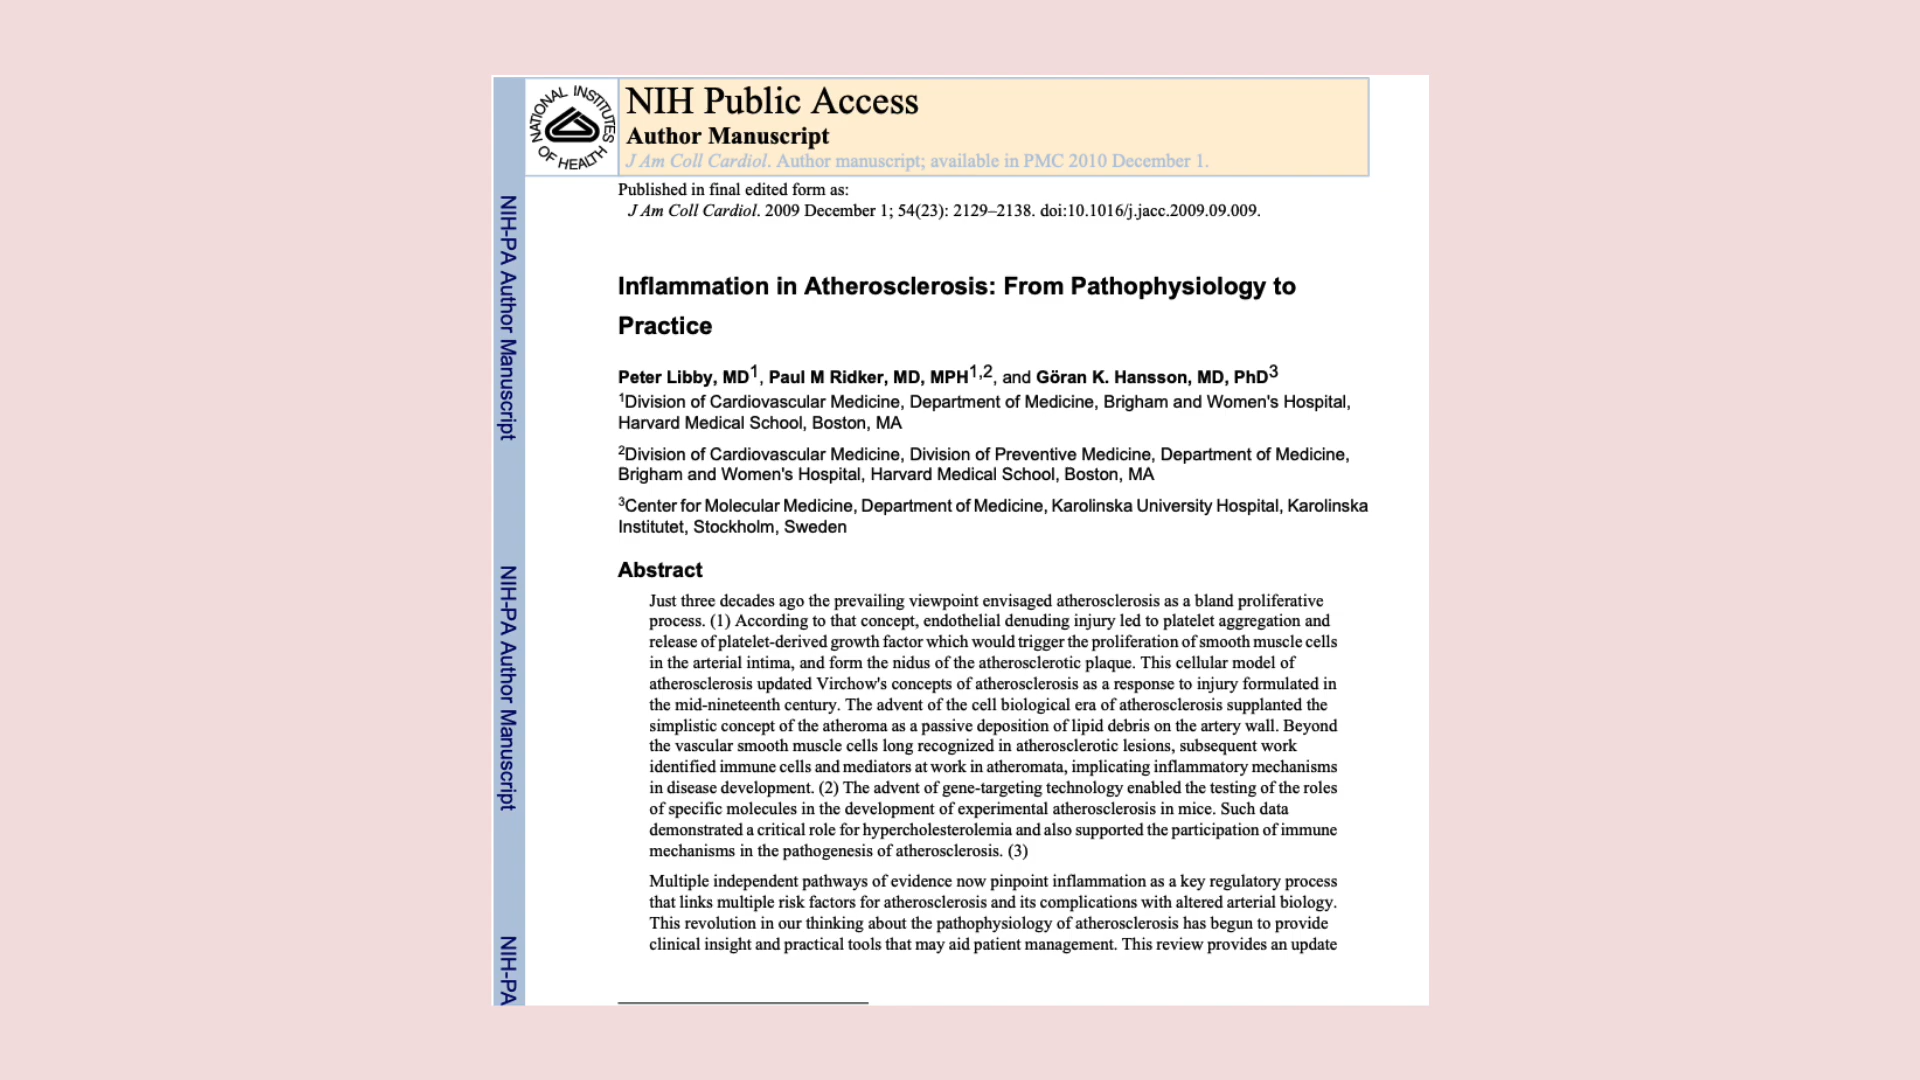 NATIONAL INSTITUTES OF HEALTH
NIH Public Access
Author Manuscript
J Am Coll Cardiol. Author manuscript; available in PMC 2010 December 1.
Published in final edited form as:
J Am Coll Cardiol. 2009 December 1; 54(23): 2129–2138. doi:10.1016/j.jacc.2009.09.009.
Inflammation in Atherosclerosis: From Pathophysiology to
Practice
Peter Libby, MD1, Paul M Ridker, MD, MPH1,2, and Göran K. Hansson, MD, PhD3
1Division of Cardiovascular Medicine, Department of Medicine, Brigham and Women's Hospital,
Harvard Medical School, Boston, MA
2Division of Cardiovascular Medicine, Division of Preventive Medicine, Department of Medicine,
Brigham and Women's Hospital, Harvard Medical School, Boston, MA
3Center for Molecular Medicine, Department of Medicine, Karolinska University Hospital, Karolinska
Institutet, Stockholm, Sweden
Abstract
Just three decades ago the prevailing viewpoint envisaged atherosclerosis as a bland proliferative
process. (1) According to that concept, endothelial denuding injury led to platelet aggregation and
release of platelet-derived growth factor which would trigger the proliferation of smooth muscle cells
in the arterial intima, and form the nidus of the atherosclerotic plaque. This cellular model of
atherosclerosis updated Virchow's concepts of atherosclerosis as a response to injury formulated in
the mid-nineteenth century. The advent of the cell biological era of atherosclerosis supplanted the
simplistic concept of the atheroma as a passive deposition of lipid debris on the artery wall. Beyond
the vascular smooth muscle cells long recognized in atherosclerotic lesions, subsequent work
identified immune cells and mediators at work in atheromata, implicating inflammatory mechanisms
in disease development. (2) The advent of gene-targeting technology enabled the testing of the roles
of specific molecules in the development of experimental atherosclerosis in mice. Such data
demonstrated a critical role for hypercholesterolemia and also supported the participation of immune
mechanisms in the pathogenesis of atherosclerosis. (3)
Multiple independent pathways of evidence now pinpoint inflammation as a key regulatory process
that links multiple risk factors for atherosclerosis and its complications with altered arterial biology.
This revolution in our thinking about the pathophysiology of atherosclerosis has begun to provide
clinical insight and practical tools that may aid patient management. This review provides an update
NIH-PA Author Manuscript
NIH-PA Author Manuscript
NIH-PA